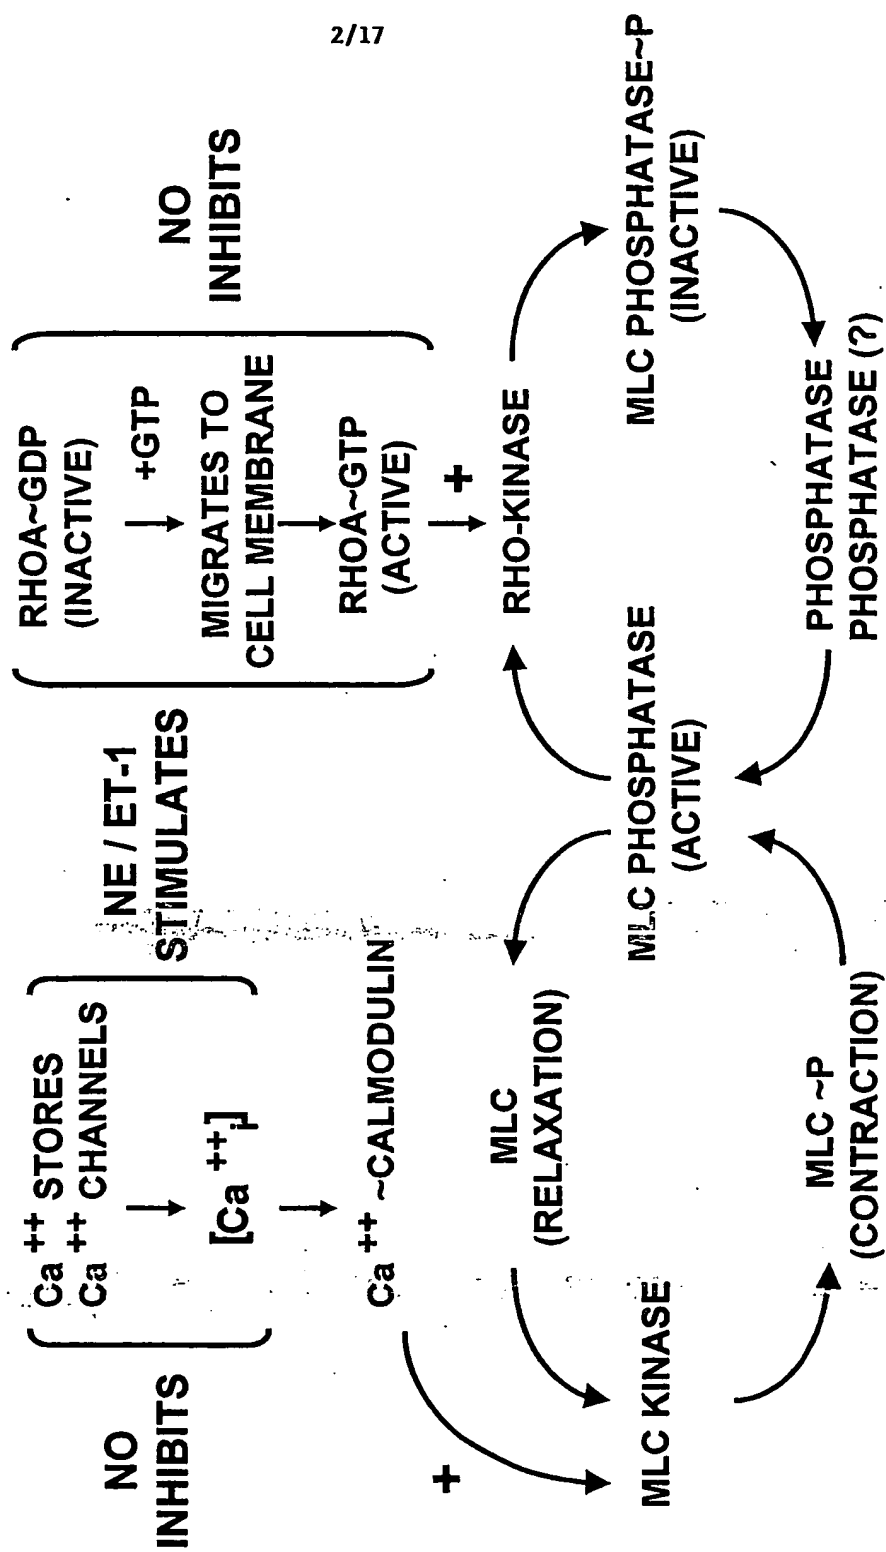 2/17
NO
INHIBITS
Ca++ STORES
Ca++ CHANNELS
[Ca++i]
Ca++ ~CALMODULIN
+
NE / ET-1
STIMULATES
RHOA~GDP
(INACTIVE)
+GTP
MIGRATES TO
CELL MEMBRANE
RHOA~GTP
(ACTIVE)
+
NO
INHIBITS
MLC
(RELAXATION)
RHO-KINASE
MLC KINASE
MLC PHOSPHATASE
(ACTIVE)
MLC PHOSPHATASE~P
(INACTIVE)
MLC ~P
(CONTRACTION)
PHOSPHATASE
PHOSPHATASE (?)